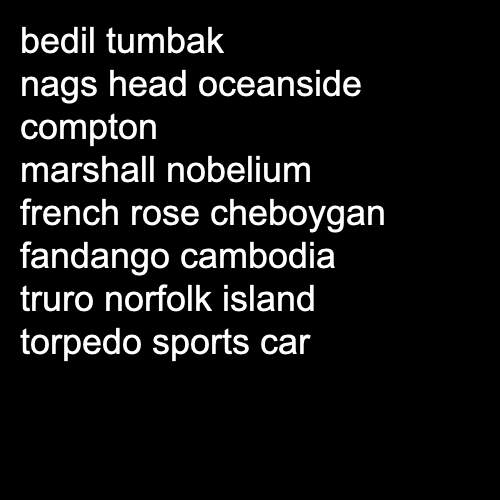 bedil tumbak
nags head oceanside
compton
marshall nobelium
french rose cheboygan
fandango cambodia
truro norfolk island
torpedo sports car